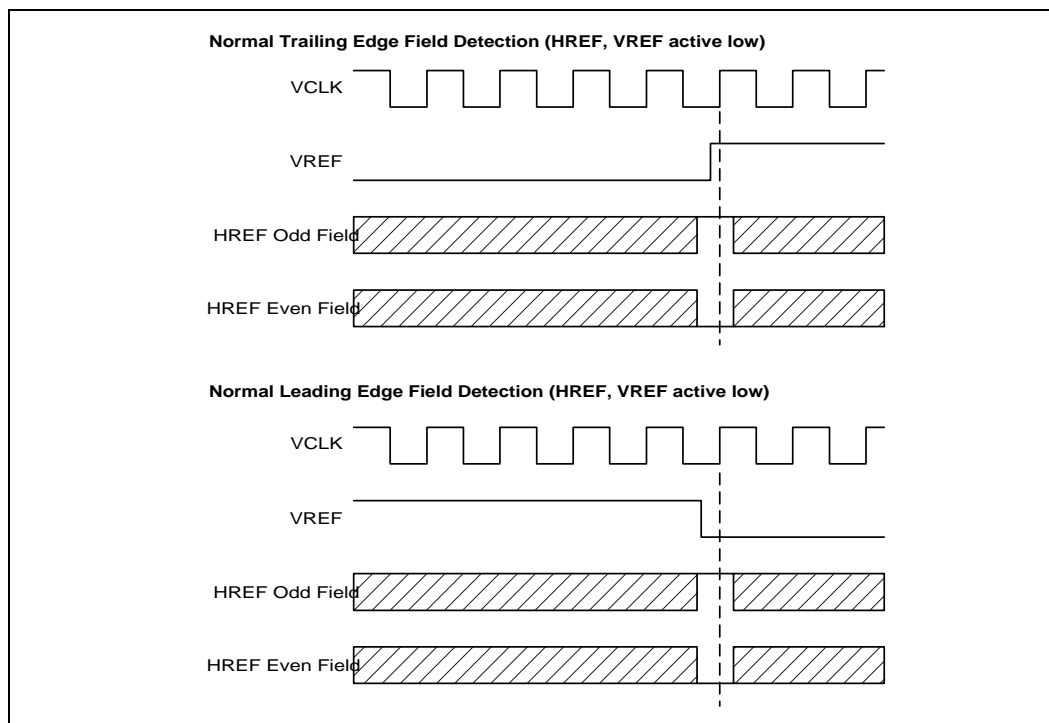 Normal Trailing Edge Field Detection (HREF, VREF active low)
VCLK
VREF
HREF Odd Field
HREF Even Field
Normal Leading Edge Field Detection (HREF, VREF active low)
VCLK
VREF
HREF Odd Field
HREF Even Field